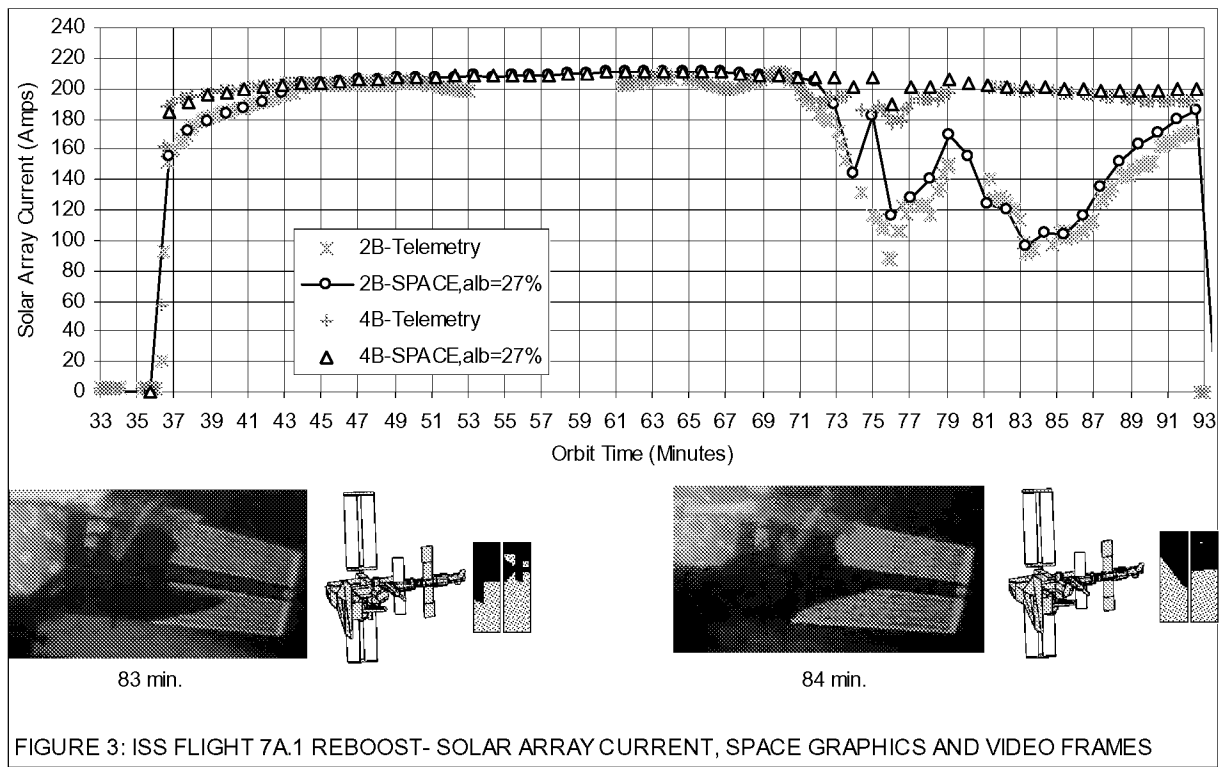 240
220
200
180
160
140
120
100
80
60
40
20
0
Solar Array Current (Amps)
2B-Telemetry
2B-SPACE,alb=27%
4B-Telemetry
4B-SPACE,alb=27%
33 35 37 39 41 43 45 47 49 51 53 55 57 59 61 63 65 67 69 71 73 75 77 79 81 83 85 87 89 91 93
Orbit Time (Minutes)
83 min.
84 min.
FIGURE 3: ISS FLIGHT 7A.1 REBOOST- SOLAR ARRAY CURRENT, SPACE GRAPHICS AND VIDEO FRAMES